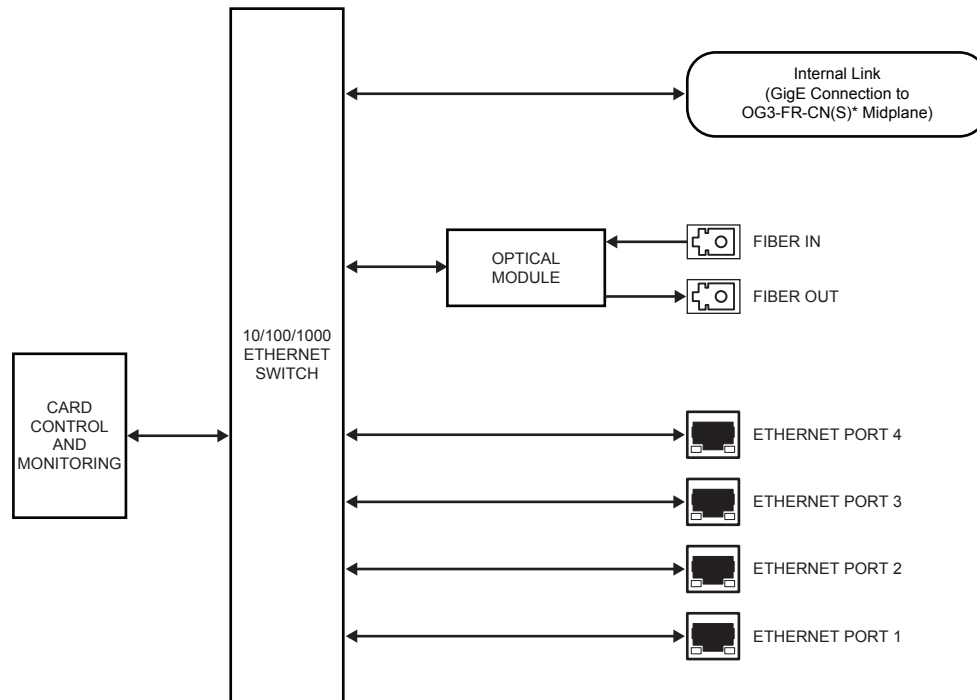 Internal Link
(GigE Connection to
OG3-FR-CN(S)* Midplane)
OPTICAL
MODULE
FIBER IN
FIBER OUT
10/100/1000
ETHERNET
SWITCH
CARD
CONTROL
AND
MONITORING
ETHERNET PORT 4
ETHERNET PORT 3
ETHERNET PORT 2
ETHERNET PORT 1